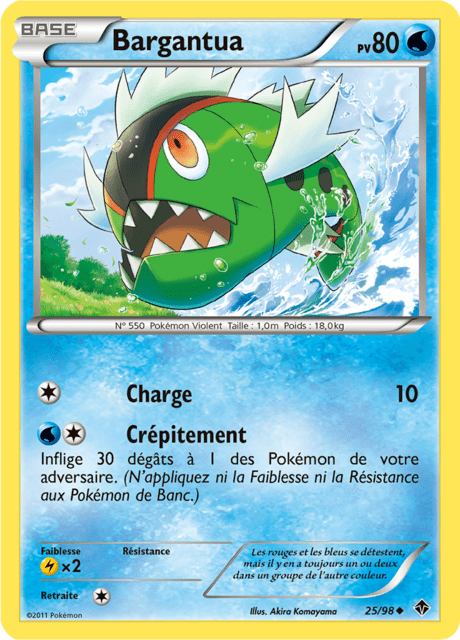 BASE
Bargantua
PV80
N° 550 Pokémon Violent Taille : 1,0m Poids : 18,0kg
Charge 10
Crépitement
Inflige 30 dégâts à 1 des Pokémon de votre
adversaire. (N'appliquez ni la Faiblesse ni la Résistance
aux Pokémon de Banc.)
Faiblesse Résistance
×2
Retraite
Les rouges et les bleus se détestent,
mais il y en a toujours un ou deux
dans un groupe de l'autre couleur.
©2011 Pokémon
Illus. Akira Komayama
25/98